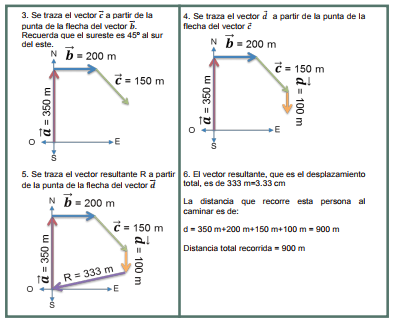 3. Se traza el vector c⃗ a partir de la
punta de la flecha del vector b⃗.
Recuerda que el sureste es 45º al sur
del este.
N
b⃗ = 200 m
c⃗ = 150 m
a⃗ = 350 m
O
E
S
4. Se traza el vector d⃗ a partir de la punta de la
flecha del vector c⃗
N
b⃗ = 200 m
c⃗ = 150 m
a⃗ = 350 m
d⃗ = 100 m
O
E
S
5. Se traza el vector resultante R a partir
de la punta de la flecha del vector d⃗
N
b⃗ = 200 m
c⃗ = 150 m
a⃗ = 350 m
d⃗ = 100 m
R = 333 m
O
E
S
6. El vector resultante, que es el desplazamiento
total, es de 333 m=3.33 cm
La distancia que recorre esta persona al
caminar es de:
d = 350 m+200 m+150 m+100 m = 900 m
Distancia total recorrida = 900 m